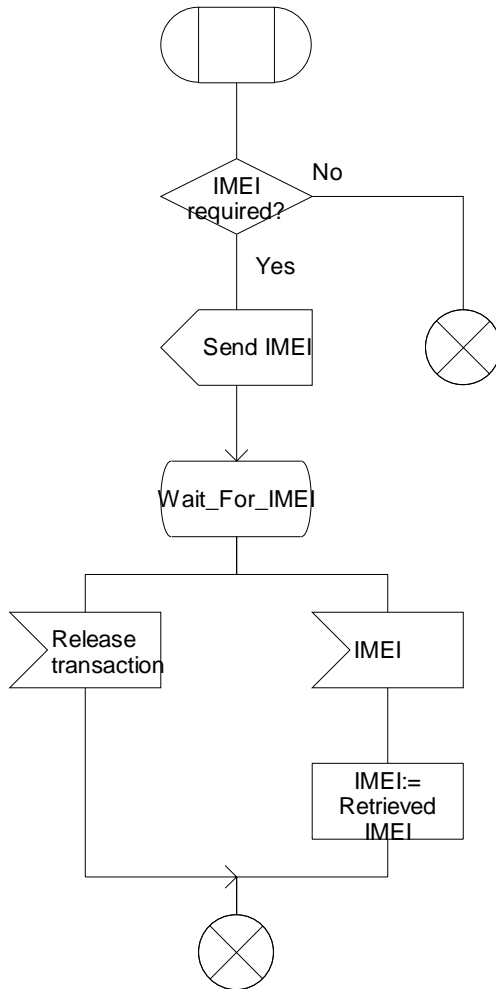 No
IMEI
required?
Yes
Send IMEI
Wait_For_IMEI
Release
transaction
IMEI
IMEI:=
Retrieved
IMEI